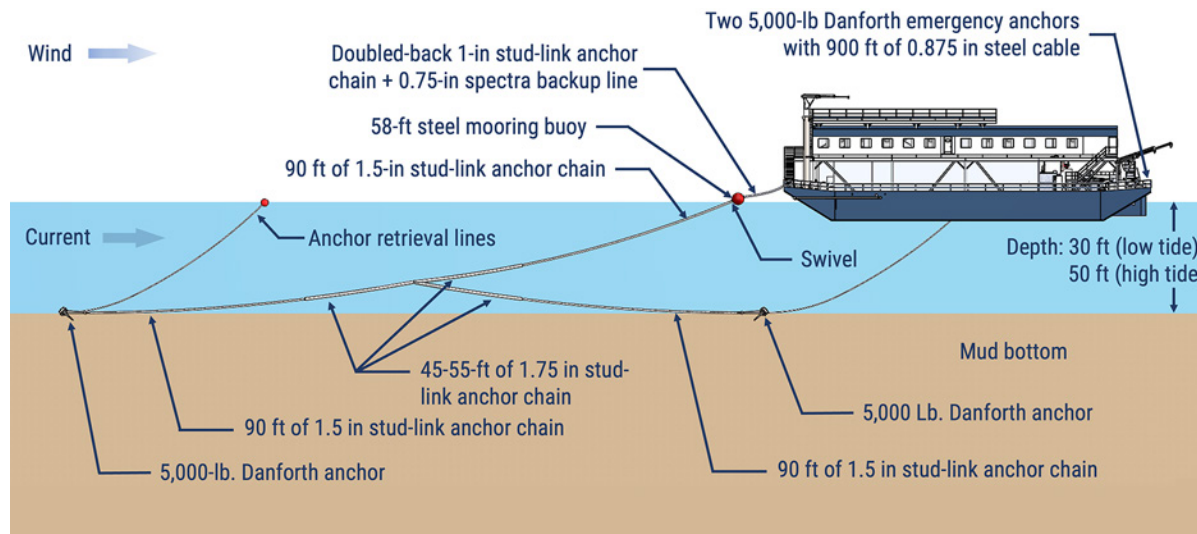 Wind
Doubled-back 1-in stud-link anchor
chain + 0.75-in spectra backup line
Two 5,000-lb Danforth emergency anchors
with 900 ft of 0.875 in steel cable
58-ft steel mooring buoy
90 ft of 1.5-in stud-link anchor chain
Current
Anchor retrieval lines
Swivel
Depth: 30 ft (low tide)
50 ft (high tide
Mud bottom
45-55-ft of 1.75 in stud-
link anchor chain
5,000 Lb. Danforth anchor
90 ft of 1.5 in stud-link anchor chain
5,000-lb. Danforth anchor
90 ft of 1.5 in stud-link anchor chain